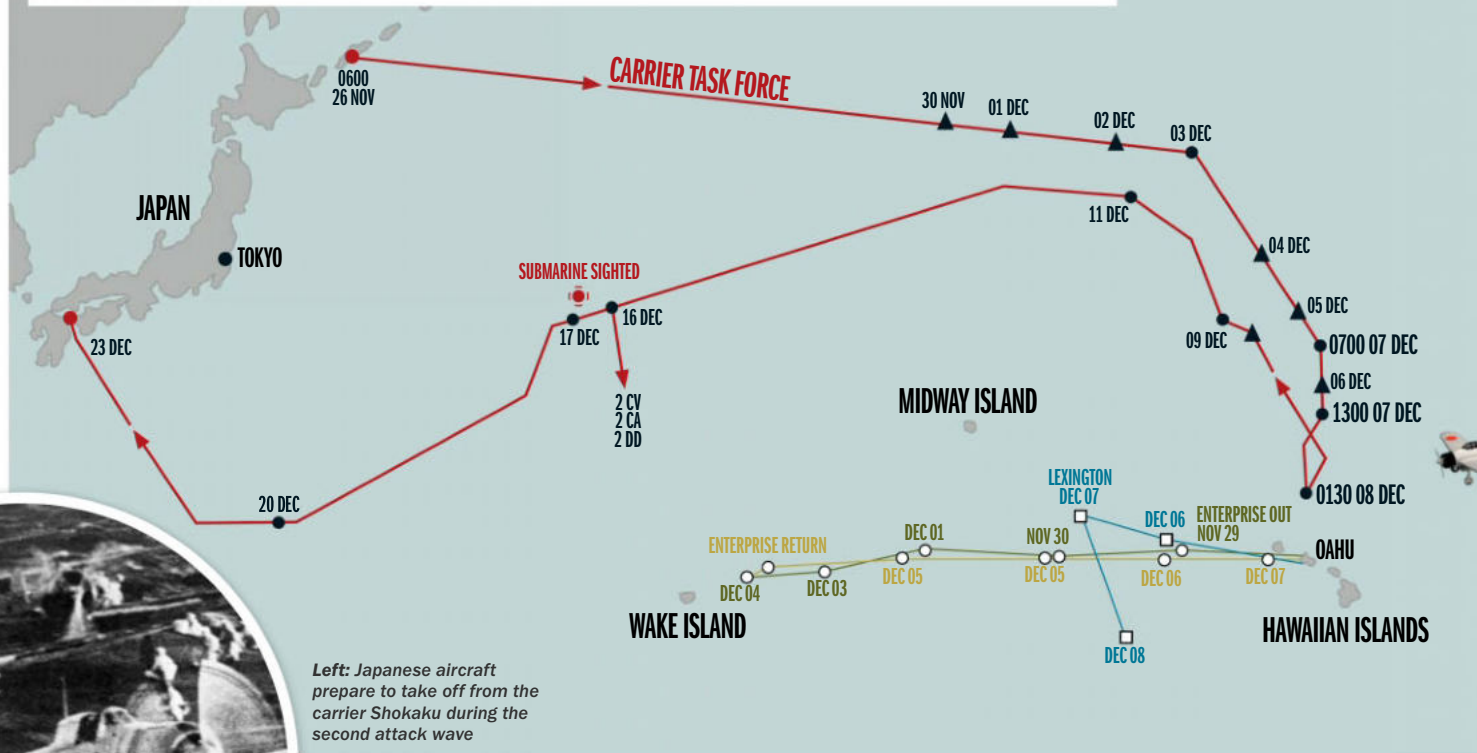 0600
26 NOV
CARRIER TASK FORCE
30 NOV
01 DEC
02 DEC
03 DEC
11 DEC
04 DEC
JAPAN
TOKYO
SUBMARINE SIGHTED
16 DEC
17 DEC
05 DEC
09 DEC
0700 07 DEC
23 DEC
06 DEC
1300 07 DEC
2 CV
2 CA
2 DD
MIDWAY ISLAND
20 DEC
0130 08 DEC
LEXINGTON
DEC 07
DEC 06
ENTERPRISE OUT
NOV 29
ENTERPRISE RETURN
DEC 01
NOV 30
OAHU
DEC 04
DEC 03
DEC 05
DEC 05
DEC 06
DEC 07
WAKE ISLAND
HAWAIIAN ISLANDS
DEC 08
Left: Japanese aircraft
prepare to take off from the
carrier Shokaku during the
second attack wave